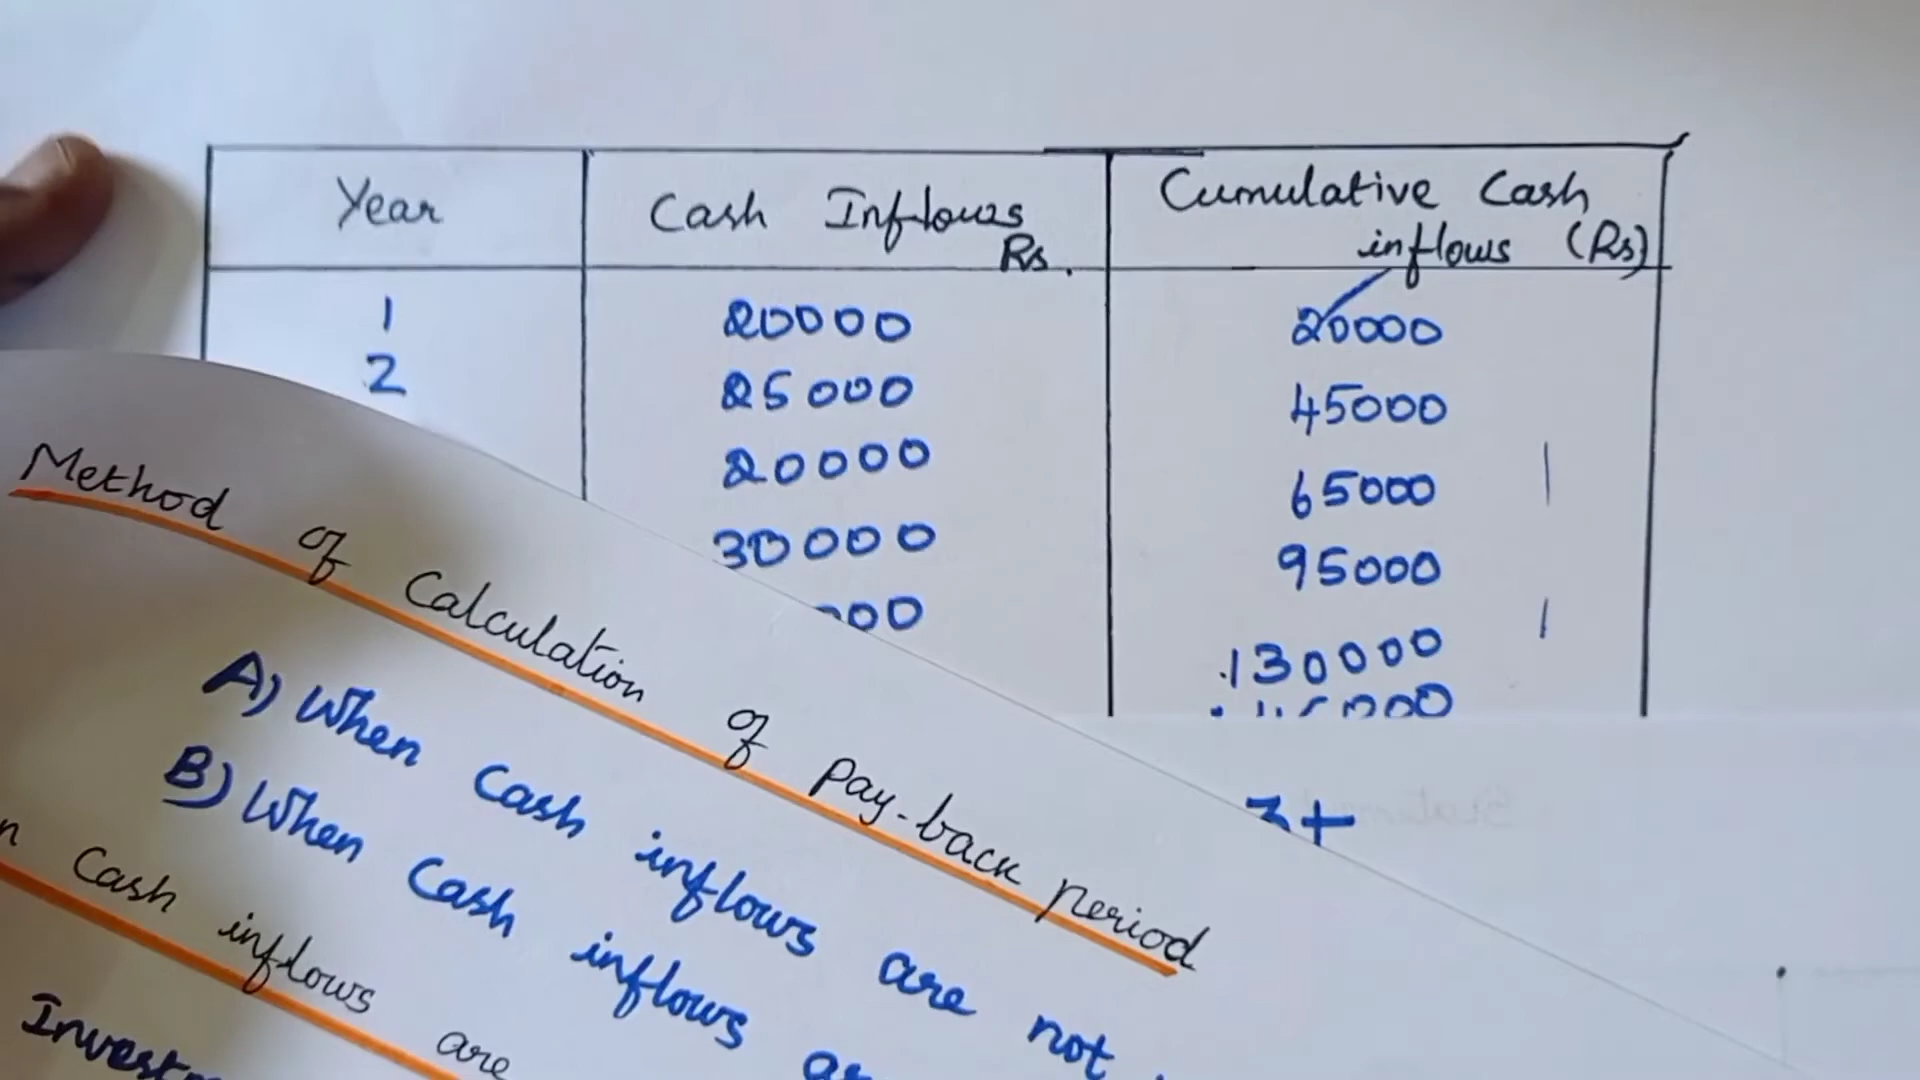 Year Cash Inflows Rs. Cumulative Cash inflows (Rs)
1 20000 20000
2 25000 45000
20000 65000
30000 95000
000 130000
3+
Method of Calculation of Pay-back period
A) When Cash inflows are not
B) When Cash inflows
Cash inflows are